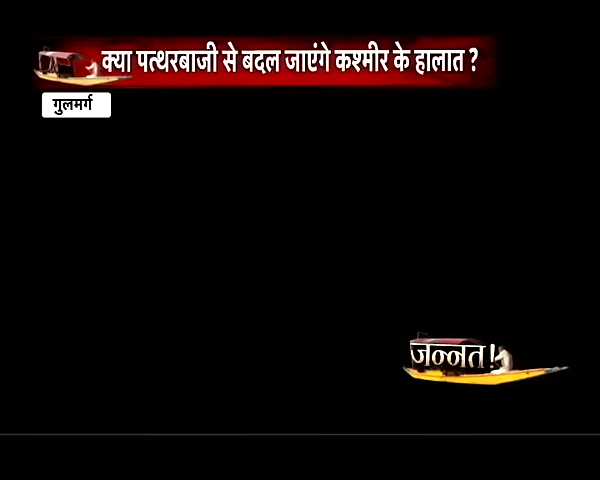 क्या पत्थरबाजी से बदल जाएंगे कश्मीर के हालात ?
गुलमर्ग
जन्नत!